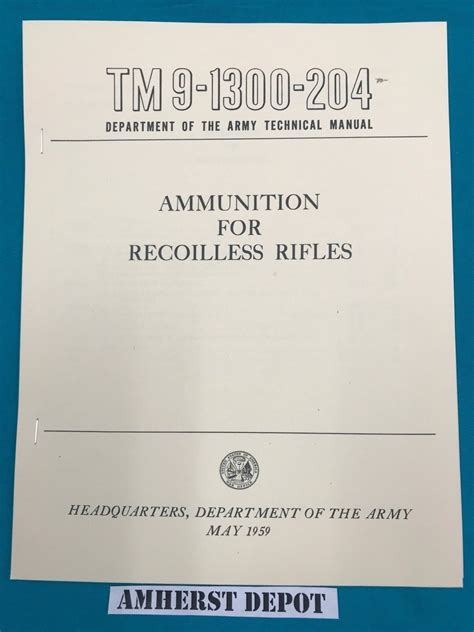 TM 9-1300-204
DEPARTMENT OF THE ARMY TECHNICAL MANUAL
AMMUNITION
FOR
RECOILLESS RIFLES
HEADQUARTERS, DEPARTMENT OF THE ARMY
MAY 1959
AMHERST DEPOT